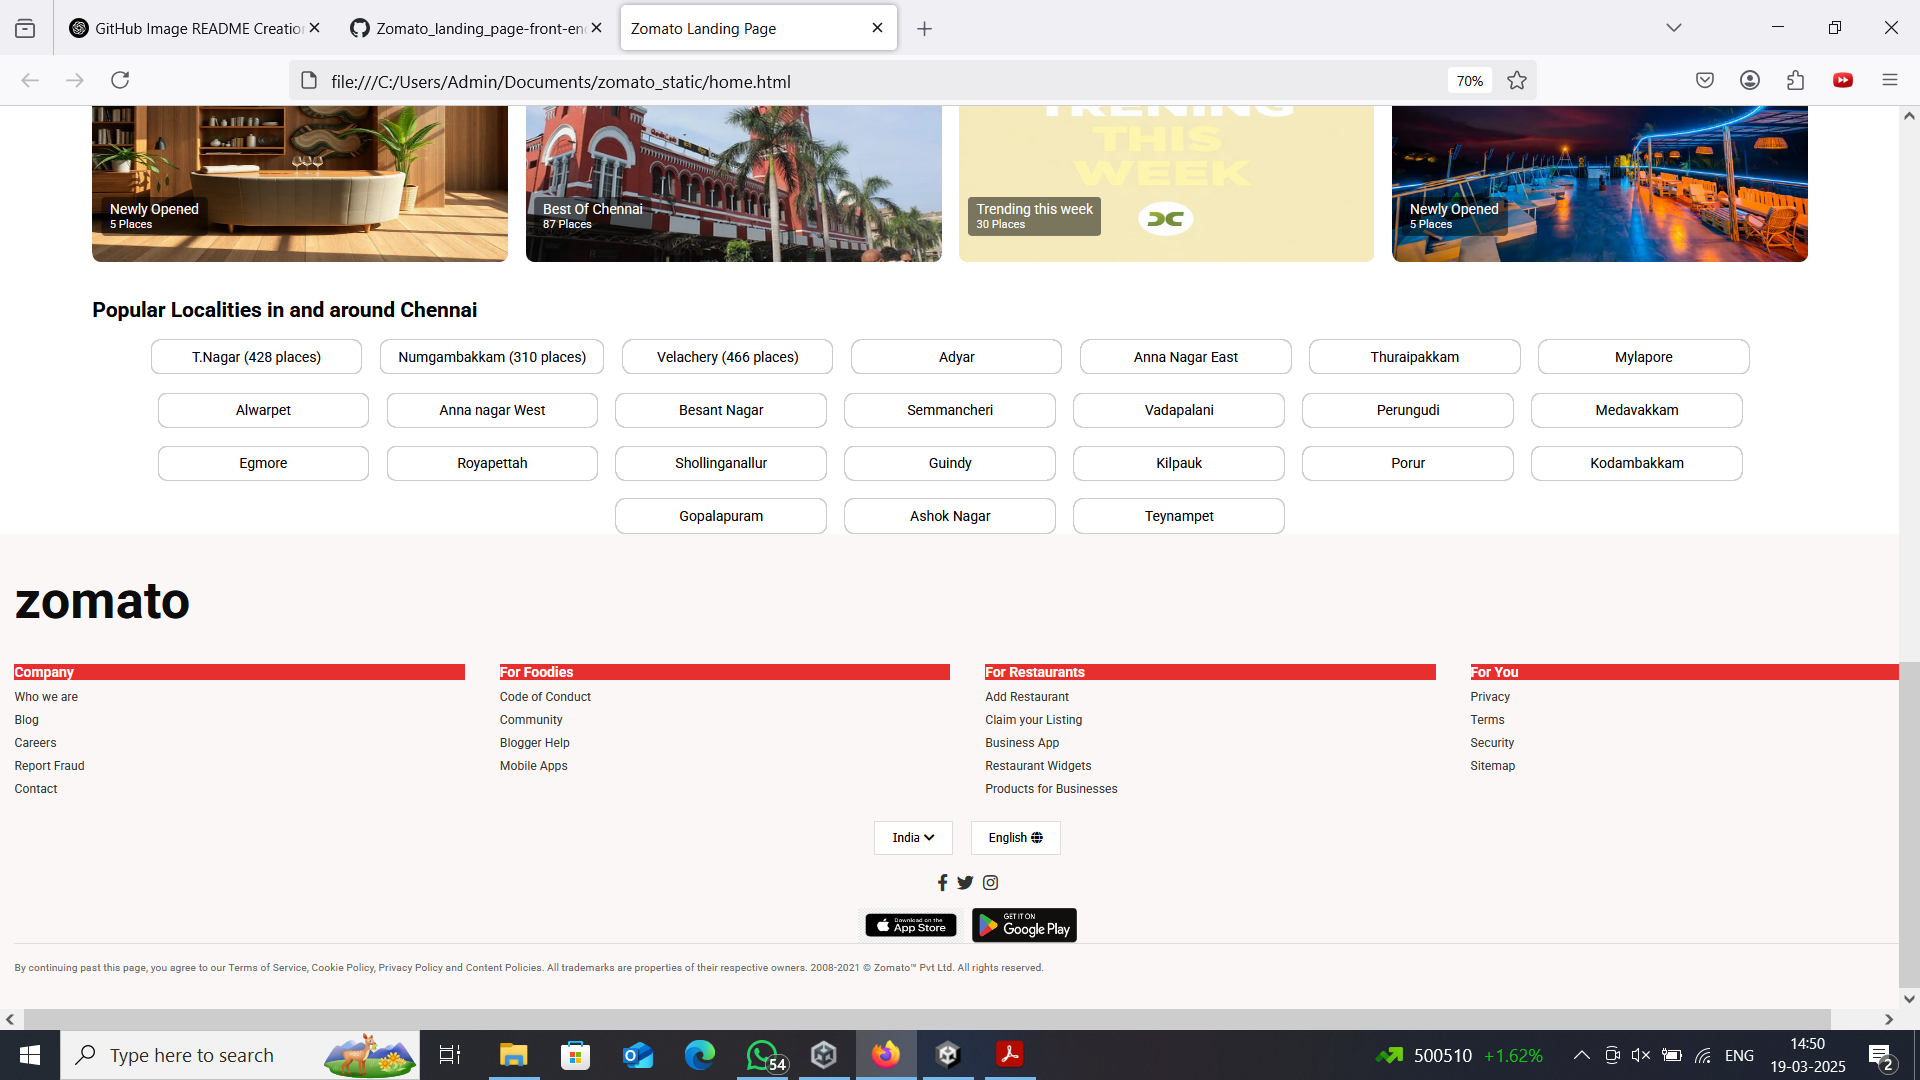 GitHub Image README Creation
Zomato_landing_page-front-end
Zomato Landing Page
file:///C:/Users/Admin/Documents/zomato_static/home.html
70%
TRENING
THIS
WEEK
Newly Opened
5 Places
Best Of Chennai
87 Places
Trending this week
30 Places
Newly Opened
5 Places
Popular Localities in and around Chennai
T.Nagar (428 places) Numgambakkam (310 places) Velachery (466 places) Adyar Anna Nagar East Thuraipakkam Mylapore
Alwarpet Anna nagar West Besant Nagar Semmancheri Vadapalani Perungudi Medavakkam
Egmore Royapettah Shollinganallur Guindy Kilpauk Porur Kodambakkam
Gopalapuram Ashok Nagar Teynampet
zomato
Company
Who we are
Blog
Careers
Report Fraud
Contact
For Foodies
Code of Conduct
Community
Blogger Help
Mobile Apps
For Restaurants
Add Restaurant
Claim your Listing
Business App
Restaurant Widgets
Products for Businesses
For You
Privacy
Terms
Security
Sitemap
India English
Download on the
App Store
GET IT ON
Google Play
By continuing past this page, you agree to our Terms of Service, Cookie Policy, Privacy Policy and Content Policies. All trademarks are properties of their respective owners. 2008-2021 © Zomato™ Pvt Ltd. All rights reserved.
Type here to search
54
500510 +1.62%
ENG
14:50
19-03-2025
2